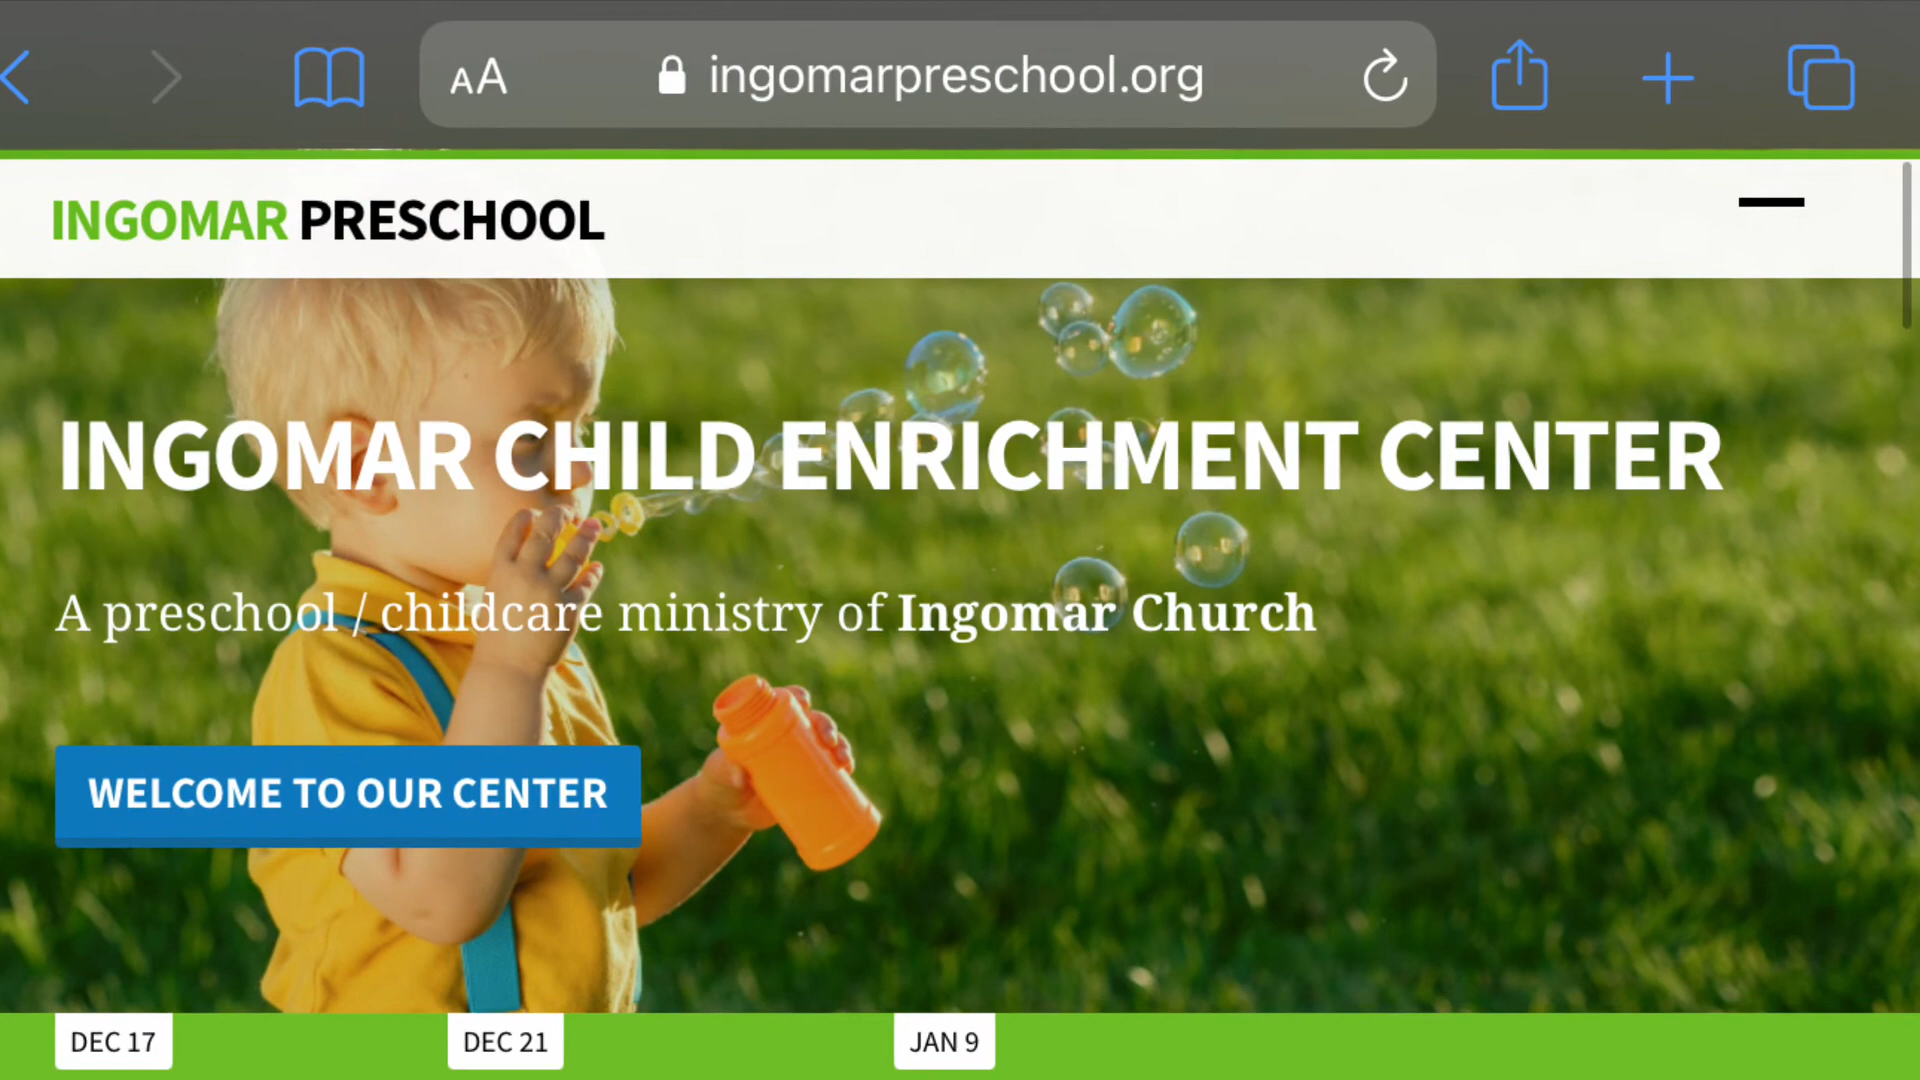 AA
ingomarpreschool.org
INGOMAR PRESCHOOL
INGOMAR CHILD ENRICHMENT CENTER
A preschool / childcare ministry of Ingomar Church
WELCOME TO OUR CENTER
DEC 17
DEC 21
JAN 9